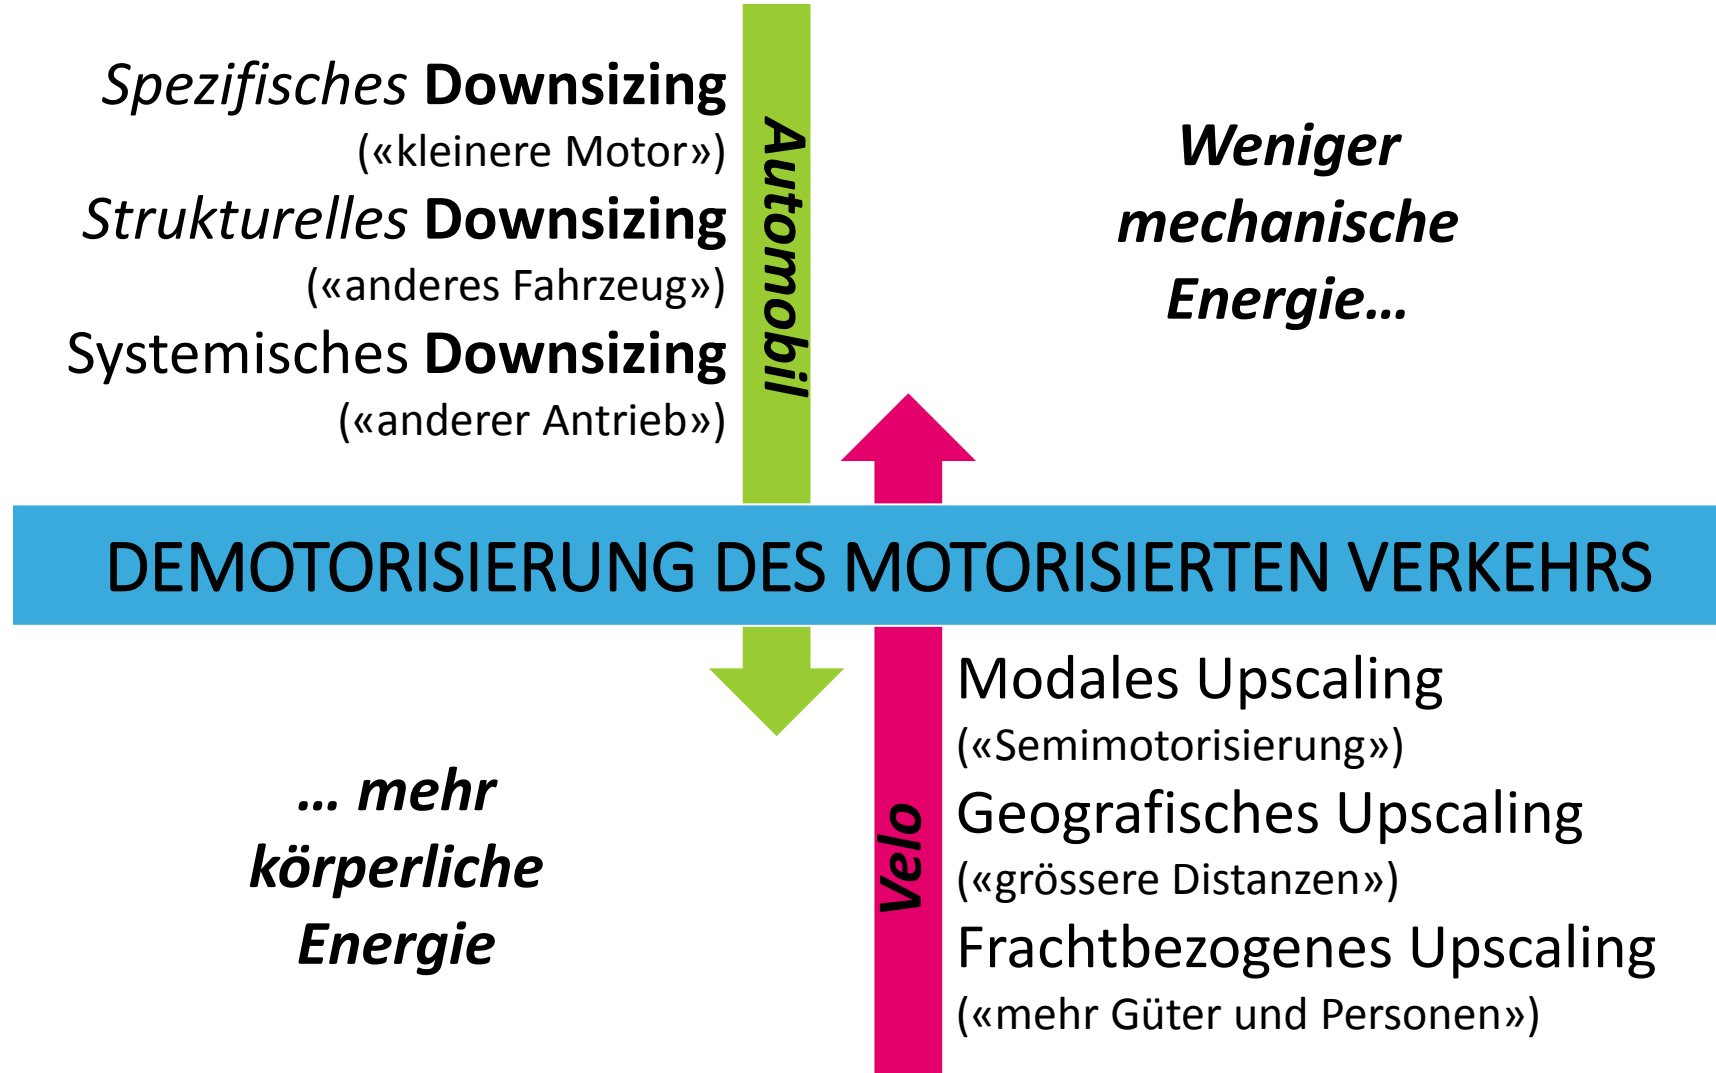 Spezifisches Downsizing
(«kleinere Motor»)
Strukturelles Downsizing
(«anderes Fahrzeug»)
Systemisches Downsizing
(«anderer Antrieb»)
Automobil
Weniger
mechanische
Energie...
DEMOTORISIERUNG DES MOTORISIERTEN VERKEHRS
... mehr
körperliche
Energie
Velo
Modales Upscaling
(«Semimotorisierung»)
Geografisches Upscaling
(«grössere Distanzen»)
Frachtbezogenes Upscaling
(«mehr Güter und Personen»)